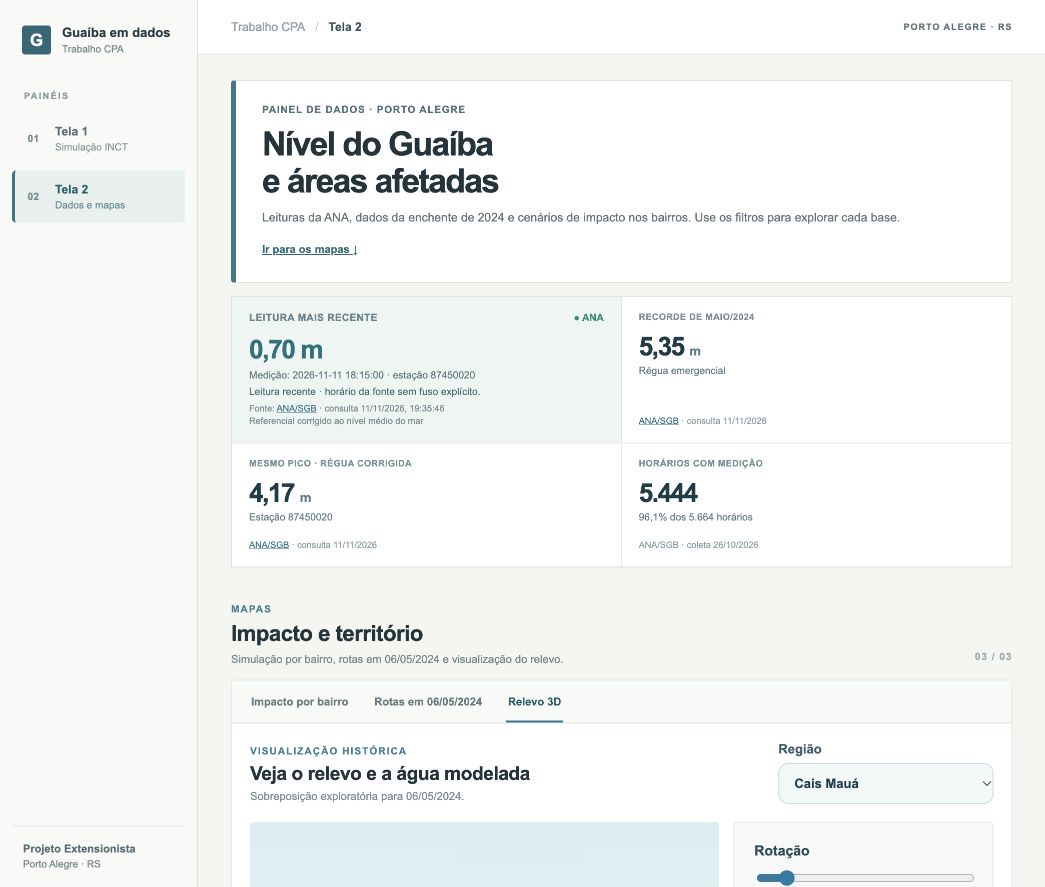 G
Guaíba em dados
Trabalho CPA
PAINÉIS
01
Tela 1
Simulação INCT
02
Tela 2
Dados e mapas
Projeto Extensionista
Porto Alegre · RS
Trabalho CPA / Tela 2
PORTO ALEGRE · RS
PAINEL DE DADOS · PORTO ALEGRE
Nível do Guaíba
e áreas afetadas
Leituras da ANA, dados da enchente de 2024 e cenários de impacto nos bairros. Use os filtros para explorar cada base.
Ir para os mapas ↓
LEITURA MAIS RECENTE
● ANA
0,70 m
Medição: 2026-11-11 18:15:00 · estação 87450020
Leitura recente · horário da fonte sem fuso explícito.
Fonte: ANA/SGB · consulta 11/11/2026, 19:35:46
Referencial corrigido ao nível médio do mar
RECORDE DE MAIO/2024
5,35 m
Régua emergencial
ANA/SGB · consulta 11/11/2026
MESMO PICO · RÉGUA CORRIGIDA
4,17 m
Estação 87450020
ANA/SGB · consulta 11/11/2026
HORÁRIOS COM MEDIÇÃO
5.444
96,1% dos 5.664 horários
ANA/SGB · coleta 26/10/2026
MAPAS
Impacto e território
Simulação por bairro, rotas em 06/05/2024 e visualização do relevo.
03 / 03
Impacto por bairro
Rotas em 06/05/2024
Relevo 3D
VISUALIZAÇÃO HISTÓRICA
Veja o relevo e a água modelada
Sobreposição exploratória para 06/05/2024.
Região
Cais Mauá
Rotação